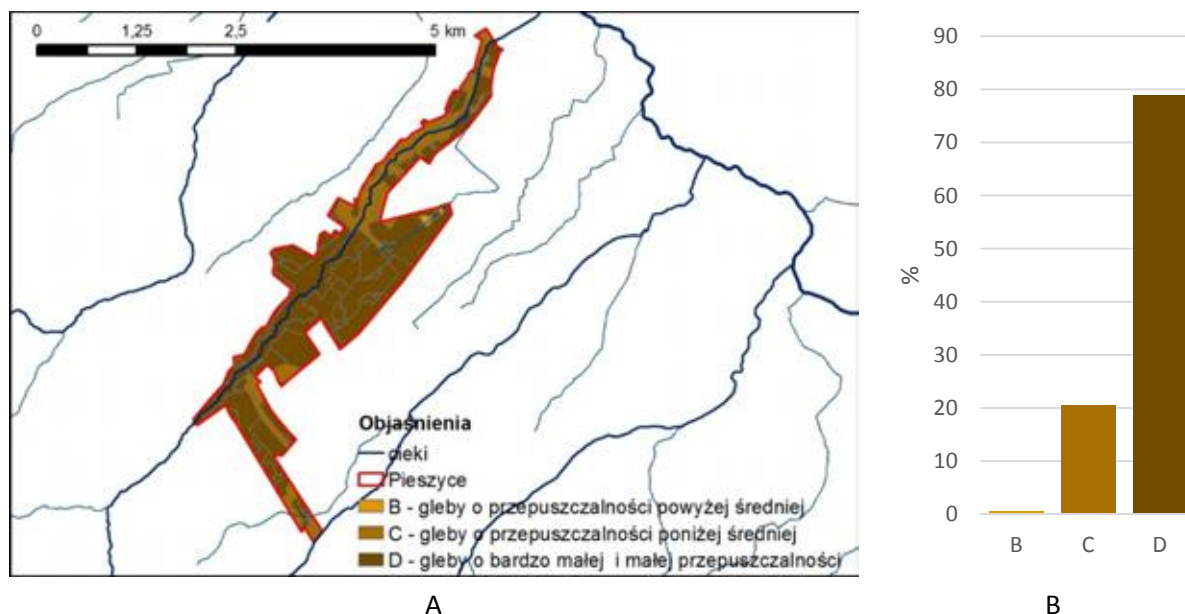 0 1,25 2,5 5 km
Objaśnienia
cieki
Pieszyce
B - gleby o przepuszczalności powyżej średniej
C - gleby o przepuszczalności poniżej średniej
D - gleby o bardzo małej i małej przepuszczalności
A
90
80
70
60
50
40
30
20
10
0
%
B C D
B